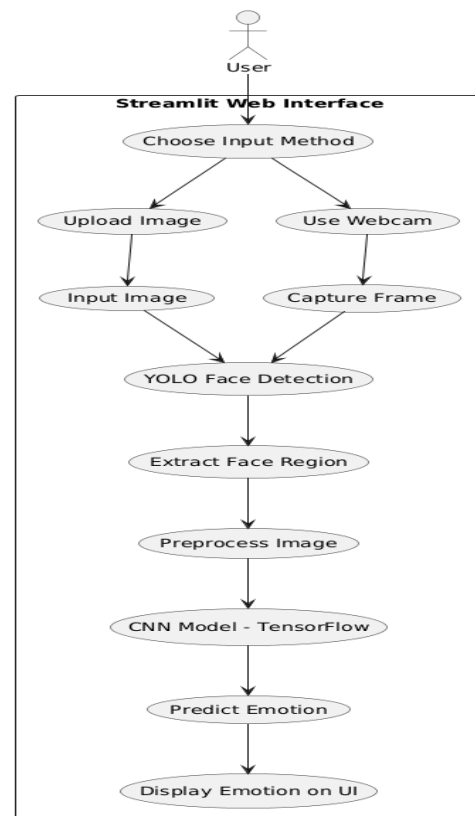 User
Streamlit Web Interface
Choose Input Method
Upload Image
Use Webcam
Input Image
Capture Frame
YOLO Face Detection
Extract Face Region
Preprocess Image
CNN Model - TensorFlow
Predict Emotion
Display Emotion on UI